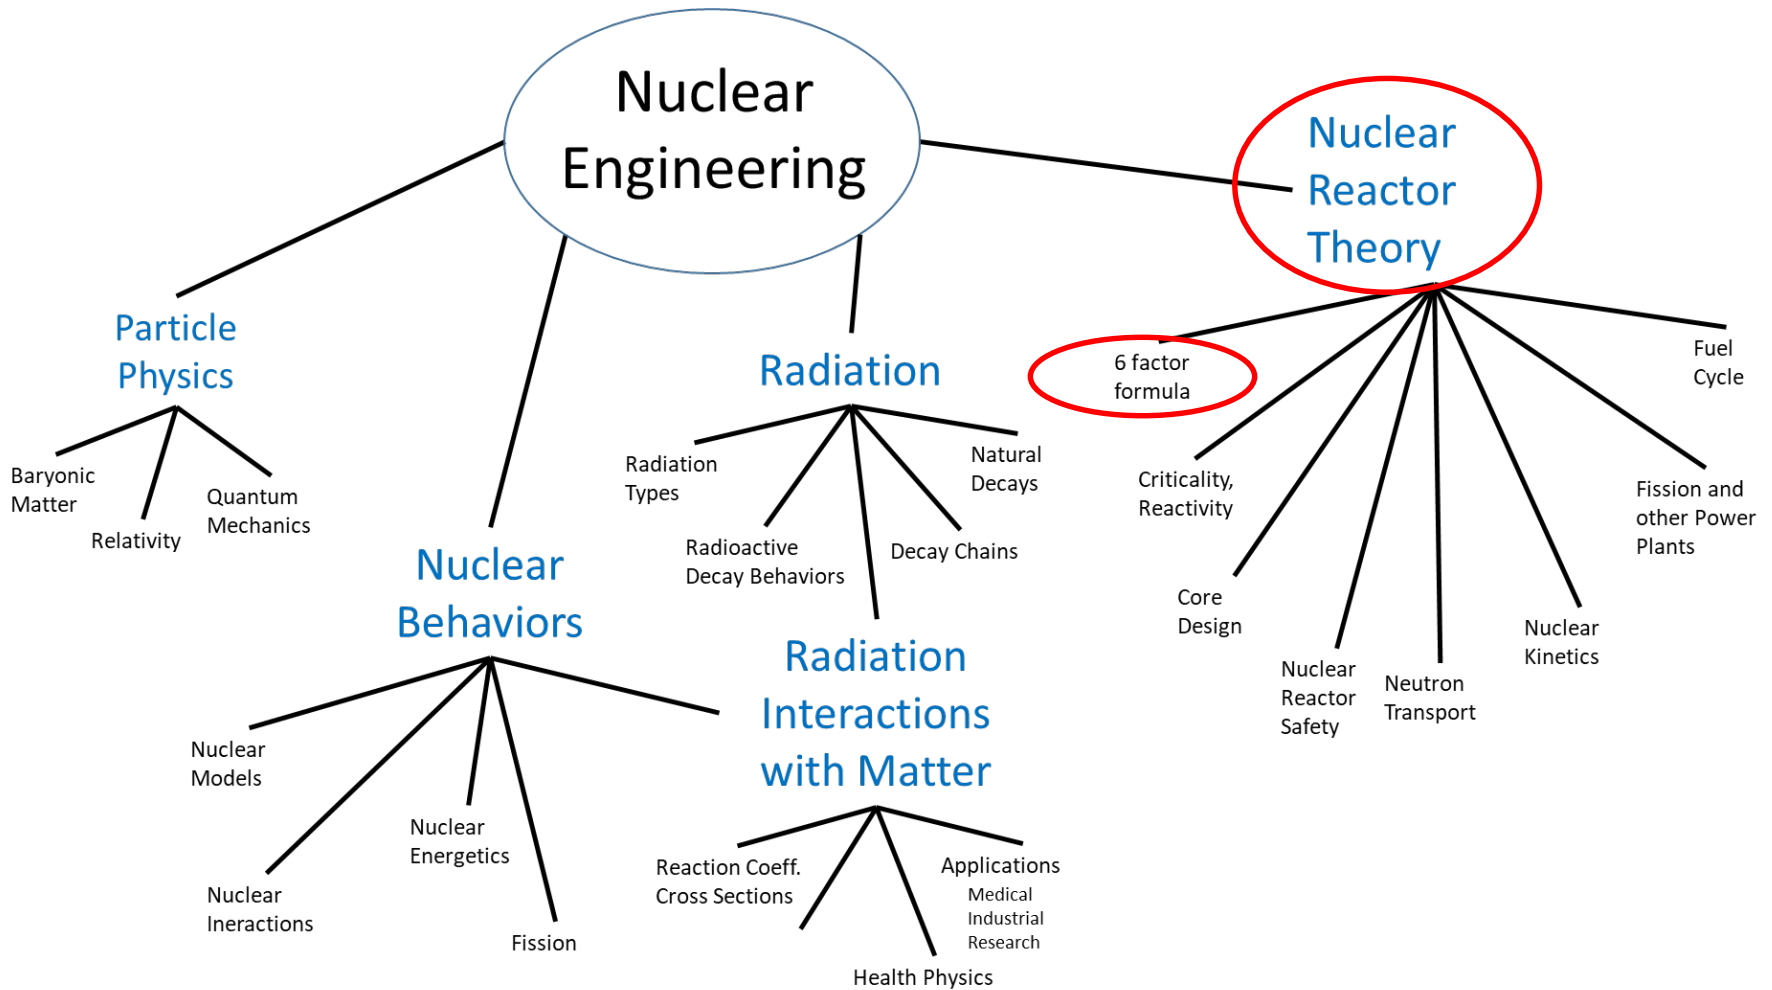 Nuclear
Engineering
Nuclear
Reactor
Theory
Particle
Physics
Baryonic
Matter
Relativity
Quantum
Mechanics
Nuclear
Behaviors
Nuclear
Models
Nuclear
Ineractions
Nuclear
Energetics
Fission
Radiation
Radiation
Types
Radioactive
Decay Behaviors
Decay Chains
Natural
Decays
Radiation
Interactions
with Matter
Reaction Coeff.
Cross Sections
Health Physics
Applications
Medical
Industrial
Research
6 factor
formula
Criticality,
Reactivity
Core
Design
Nuclear
Reactor
Safety
Neutron
Transport
Nuclear
Kinetics
Fission and
other Power
Plants
Fuel
Cycle